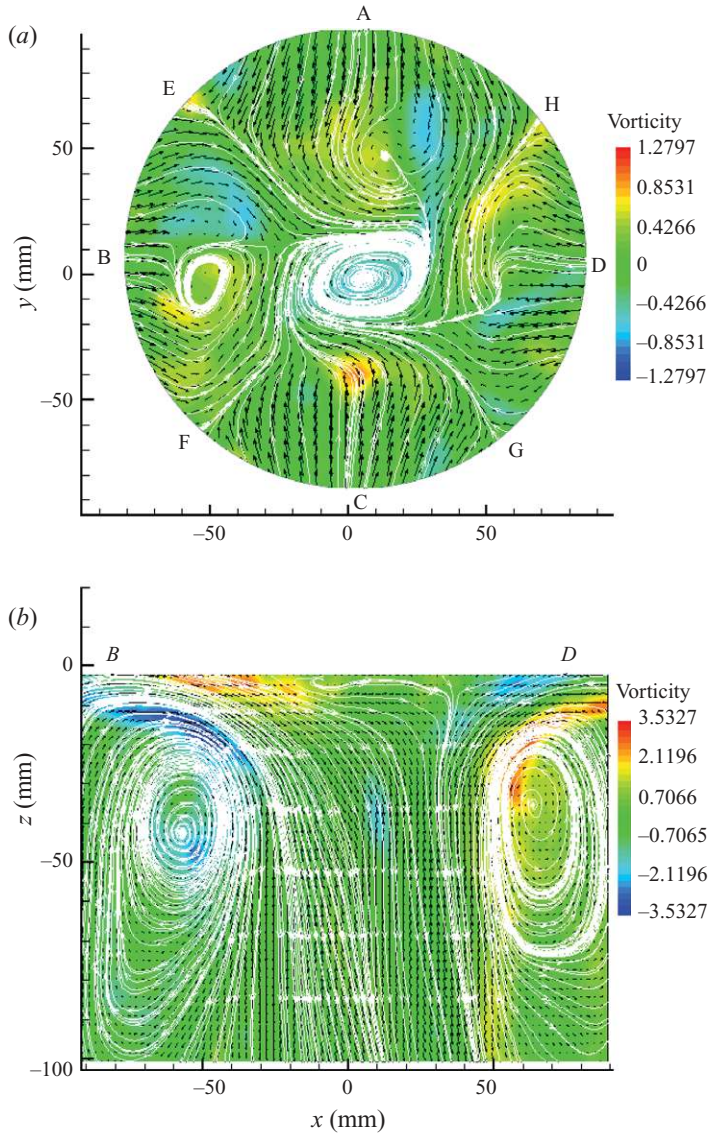 (a)
A
E
H
B
D
F
G
C
50
0
−50
y (mm)
−50
0
50
Vorticity
1.2797
0.8531
0.4266
0
−0.4266
−0.8531
−1.2797
(b)
B
D
0
−50
−100
z (mm)
−50
0
50
x (mm)
Vorticity
3.5327
2.1196
0.7066
−0.7065
−2.1196
−3.5327